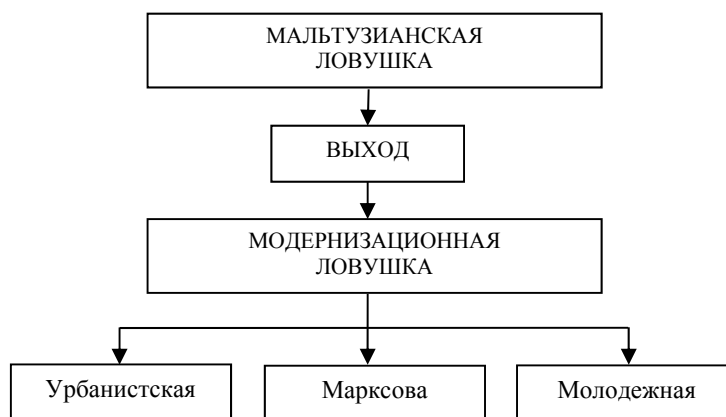 МАЛЬТУЗИАНСКАЯ
ЛОВУШКА
ВЫХОД
МОДЕРНИЗАЦИОННАЯ
ЛОВУШКА
Урбанистская
Марксова
Молодежная